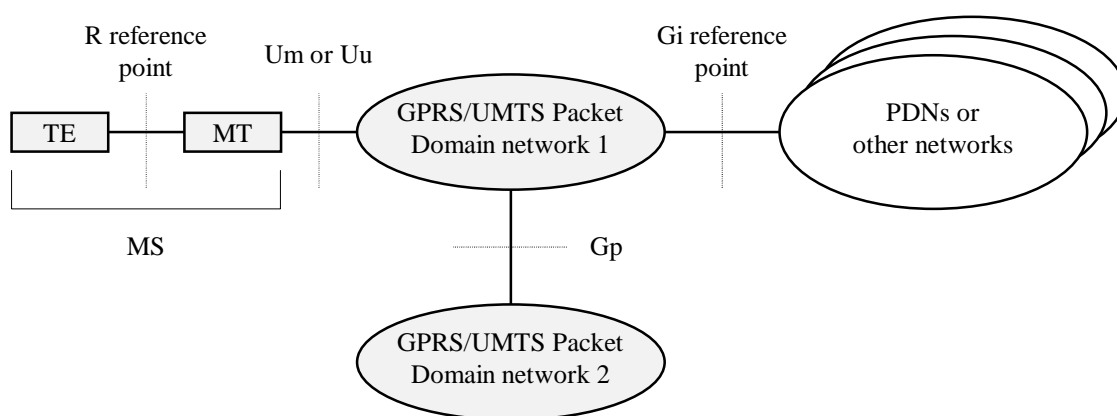 R reference
point
Um or Uu
Gi reference
point
TE
MT
GPRS/UMTS Packet
Domain network 1
PDNs or
other networks
MS
Gp
GPRS/UMTS Packet
Domain network 2